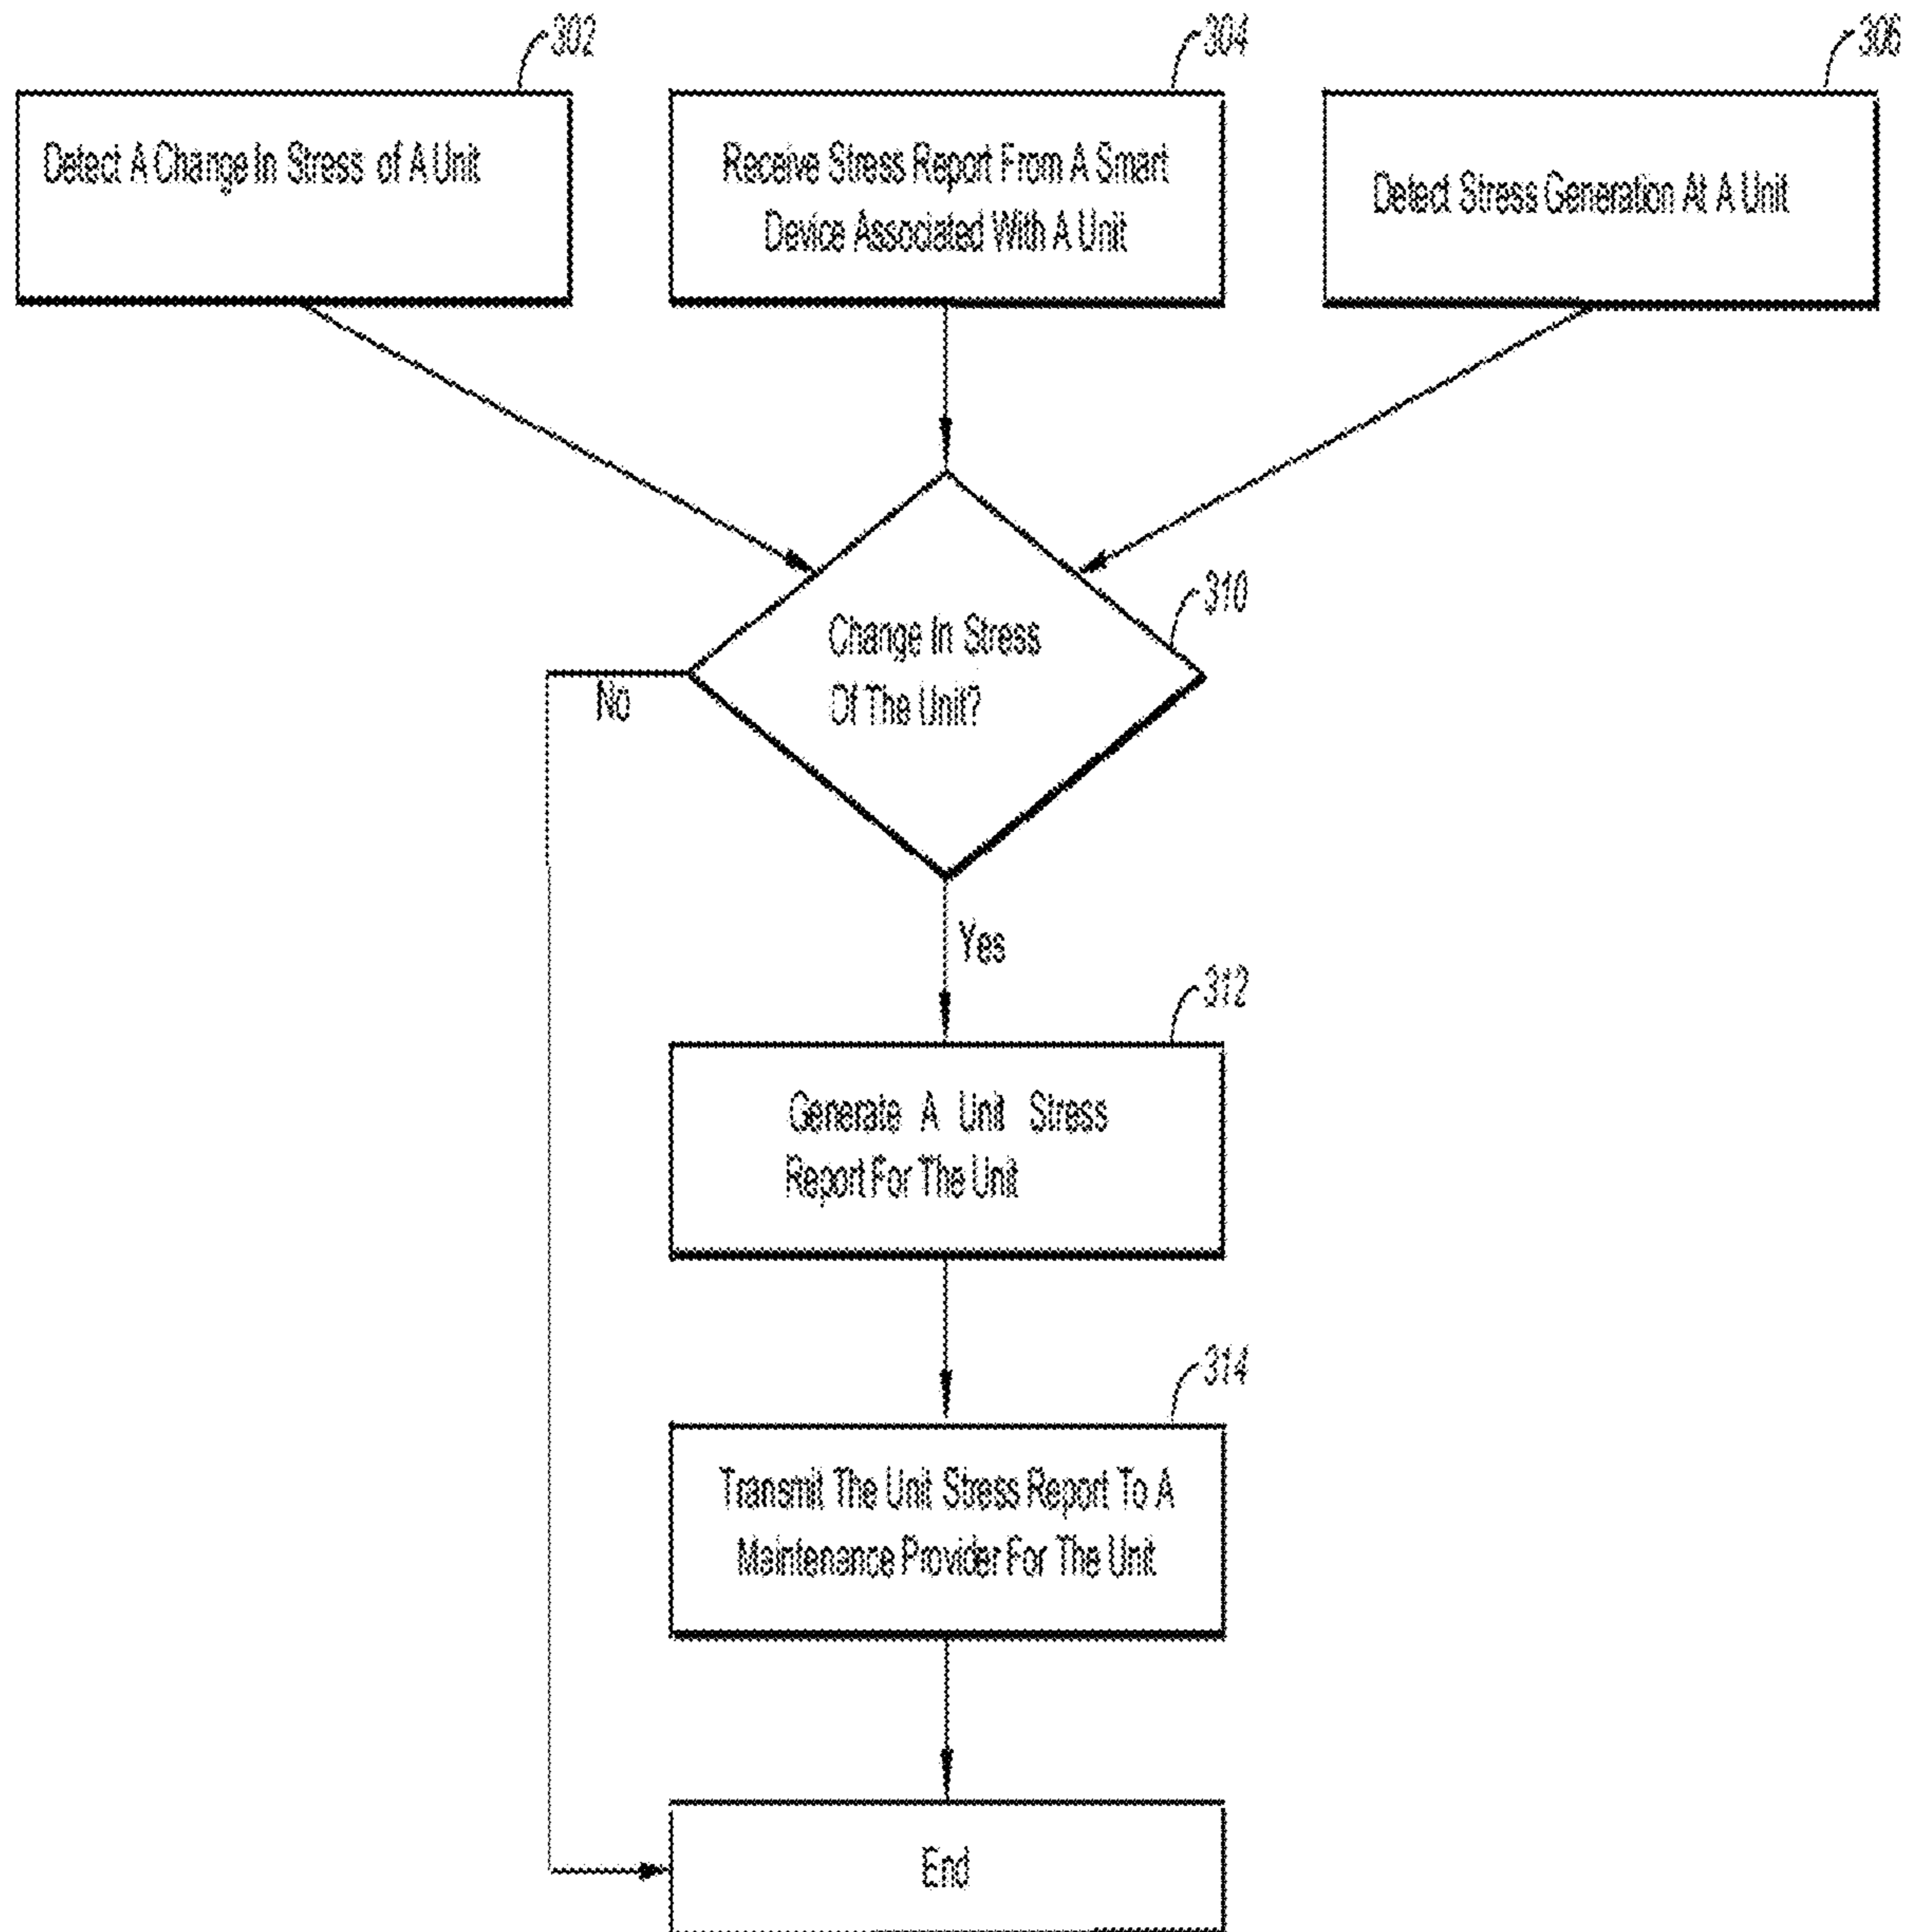 302
304
306
Detect A Change In Stress of A Unit
Receive Stress Report From A Smart
Device Associated With A Unit
Detect Stress Generation At A Unit
310
Change In Stress
Of The Unit?
No
Yes
312
Generate A Unit Stress
Report For The Unit
314
Transmit The Unit Stress Report To A
Maintenance Provider For The Unit
End